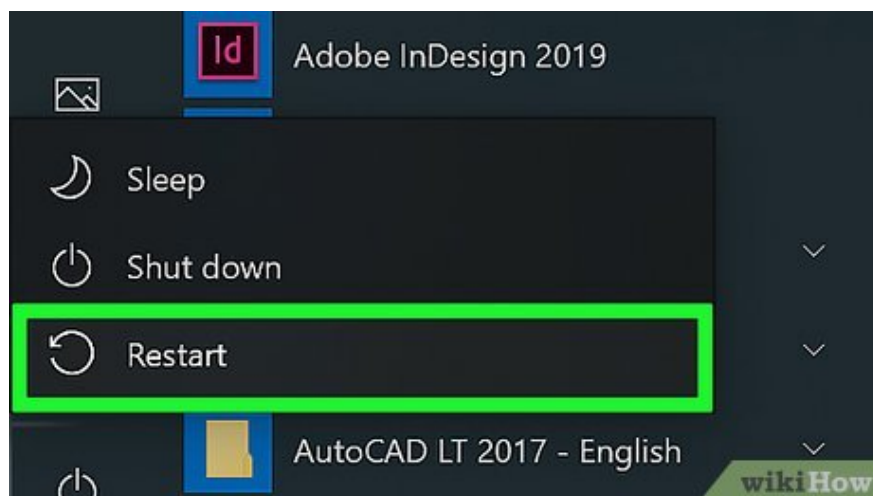 Id
Adobe InDesign 2019
Sleep
Shut down
Restart
AutoCAD LT 2017 - English
wikiHow